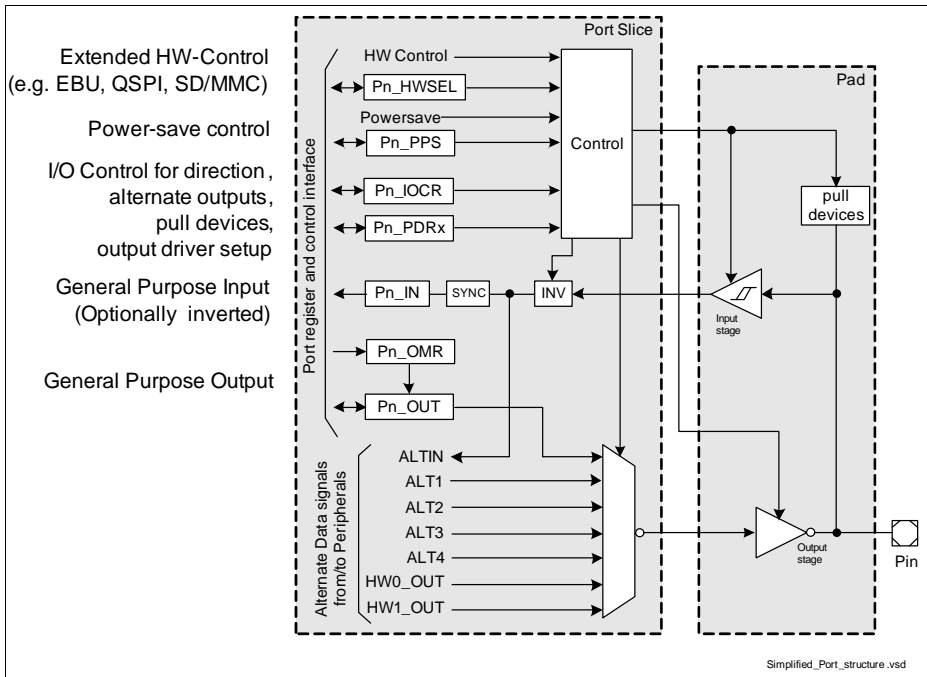 Port Slice
Pad
Extended HW-Control
(e.g. EBU, QSPI, SD/MMC)
Power-save control
I/O Control for direction,
alternate outputs,
pull devices,
output driver setup
General Purpose Input
(Optionally inverted)
General Purpose Output
Port register and control interface
HW Control
Pn_HWSEL
Powersave
Pn_PPS
Pn_IOCR
Pn_PDRx
Control
pull
devices
Pn_IN
SYNC
INV
Input
stage
Pn_OMR
Pn_OUT
Alternate Data signals
from/to Peripherals
ALTIN
ALT1
ALT2
ALT3
ALT4
HW0_OUT
HW1_OUT
Output
stage
Pin
Simplified_Port_structure.vsd